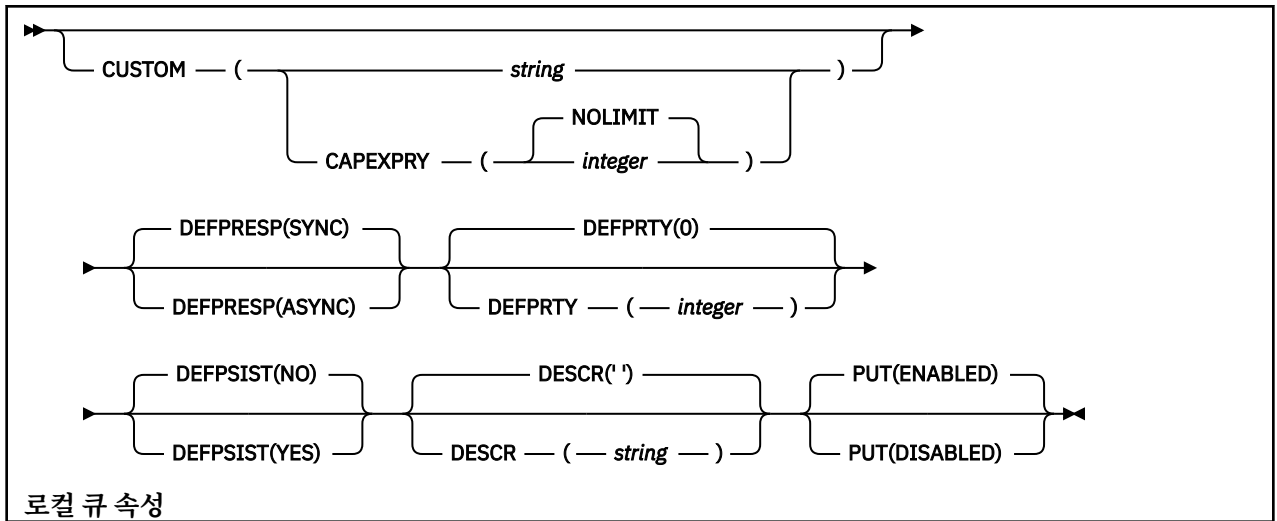 CUSTOM ( string )
NOLIMIT
CAPEXPRY ( integer )
DEFPRESP(SYNC) DEFPRTY(0)
DEFPRESP(ASYNC) DEFPRTY ( integer )
DEFPSIST(NO) DESCR(' ') PUT(ENABLED)
DEFPSIST(YES) DESCR ( string ) PUT(DISABLED)
로컬 큐 속성